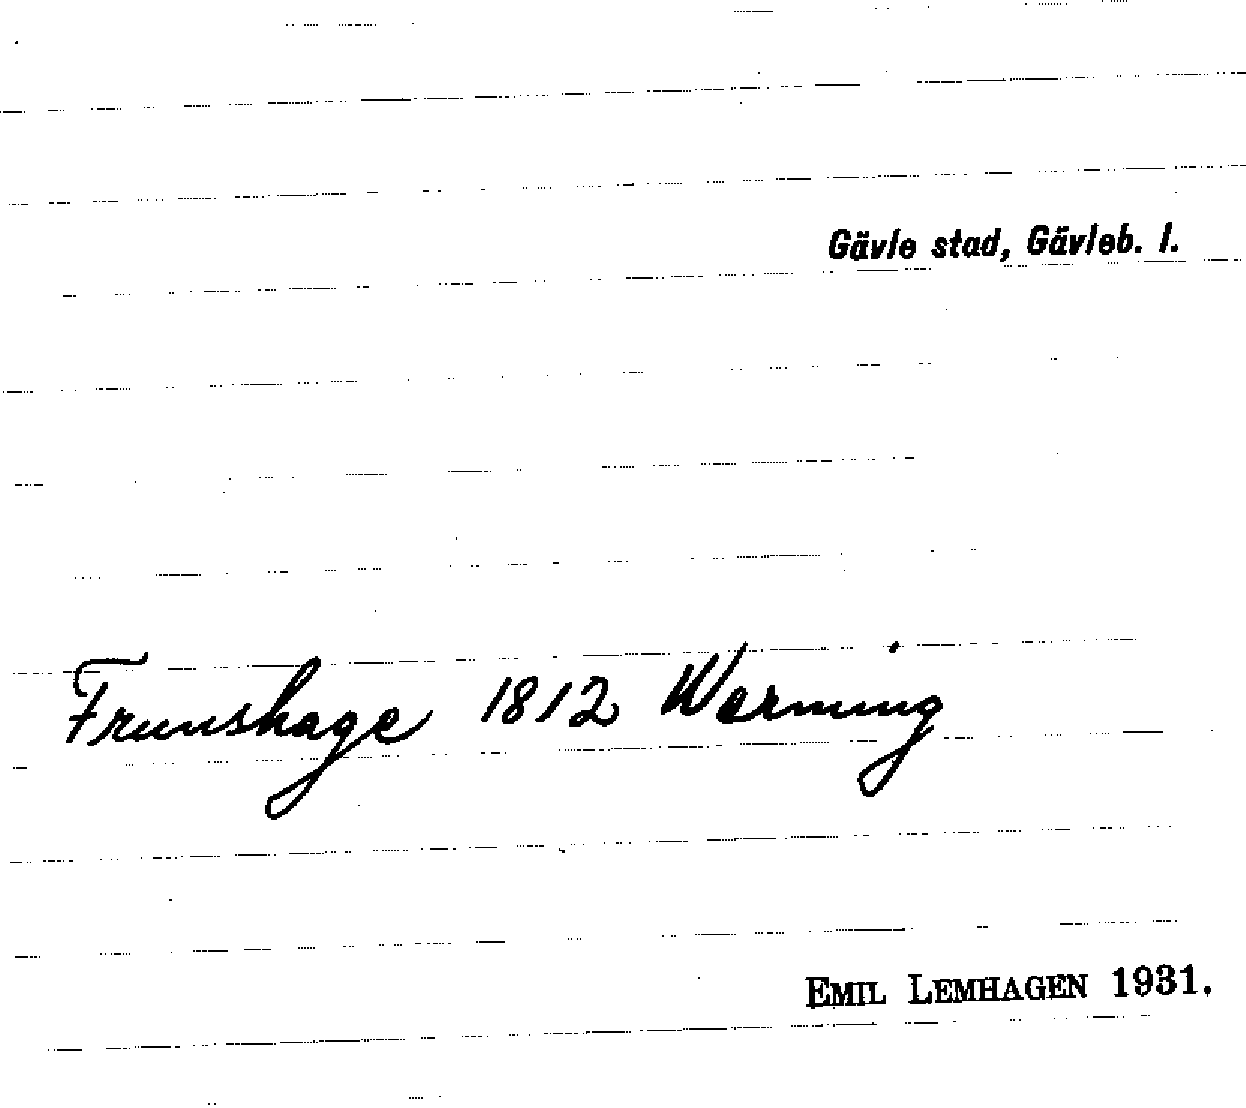 Gävle stad, Gävleb. l.
Frunshage 1812 Werming
EMIL LEMHAGEN 1931.